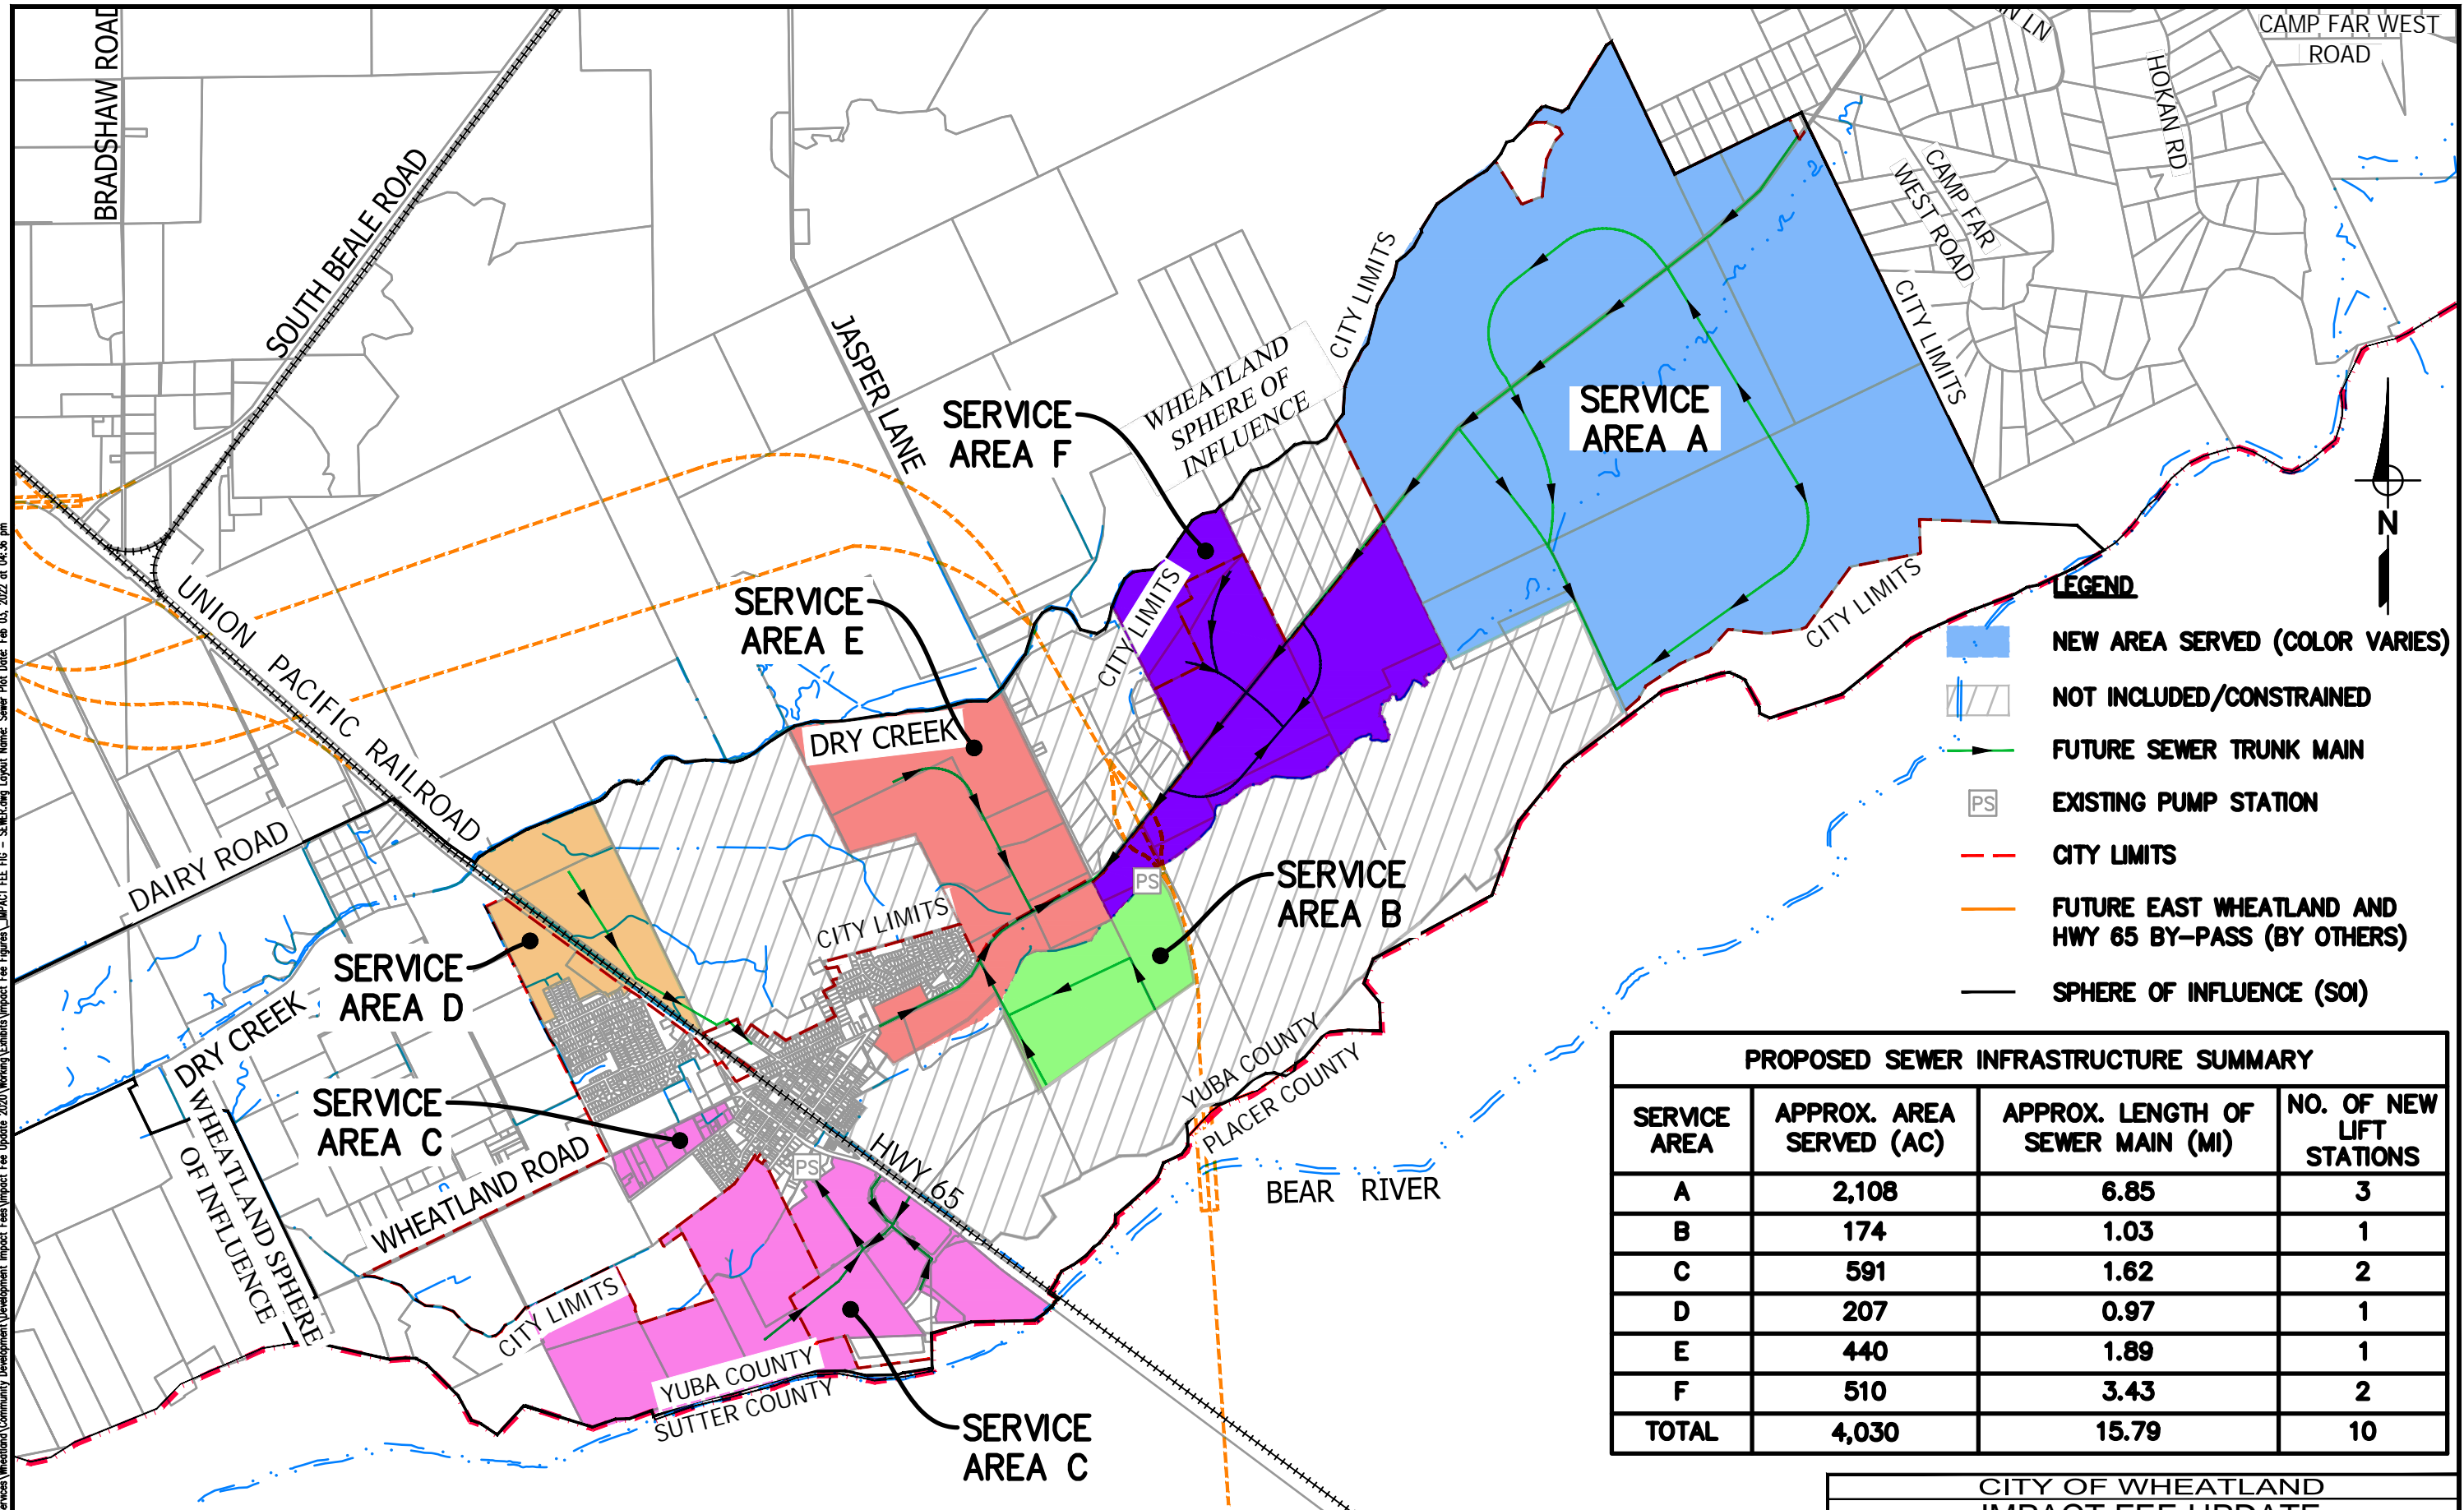 BRADSHAW ROAD
SOUTH BEALE ROAD
JASPER LANE
N LN
CAMP FAR WEST
ROAD
HOKAN RD
CAMP FAR
WEST ROAD
CITY LIMITS
CITY LIMITS
WHEATLAND
SPHERE OF
INFLUENCE
SERVICE
AREA F
SERVICE
AREA A
SERVICE
AREA E
CITY LIMITS
CITY LIMITS
UNION PACIFIC RAILROAD
DRY CREEK
DAIRY ROAD
PS
SERVICE
AREA B
CITY LIMITS
SERVICE
AREA D
DRY CREEK
WHEATLAND SPHERE
OF INFLUENCE
SERVICE
AREA C
WHEATLAND ROAD
PS
HWY 65
YUBA COUNTY
PLACER COUNTY
BEAR RIVER
CITY LIMITS
YUBA COUNTY
SUTTER COUNTY
SERVICE
AREA C
N
LEGEND
NEW AREA SERVED (COLOR VARIES)
NOT INCLUDED/CONSTRAINED
FUTURE SEWER TRUNK MAIN
PS EXISTING PUMP STATION
CITY LIMITS
FUTURE EAST WHEATLAND AND
HWY 65 BY-PASS (BY OTHERS)
SPHERE OF INFLUENCE (SOI)
PROPOSED SEWER INFRASTRUCTURE SUMMARY
SERVICE AREA APPROX. AREA SERVED (AC) APPROX. LENGTH OF SEWER MAIN (MI) NO. OF NEW LIFT STATIONS
A 2,108 6.85 3
B 174 1.03 1
C 591 1.62 2
D 207 0.97 1
E 440 1.89 1
F 510 3.43 2
TOTAL 4,030 15.79 10
CITY OF WHEATLAND
IMPACT FEE UPDATE